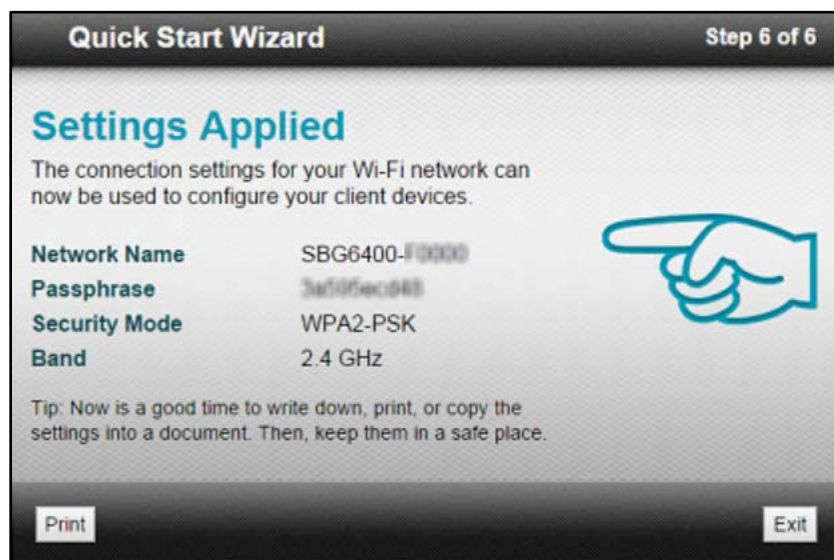 Quick Start Wizard
Step 6 of 6
Settings Applied
The connection settings for your Wi-Fi network can
now be used to configure your client devices.
Network Name SBG6400-
Passphrase
Security Mode WPA2-PSK
Band 2.4 GHz
Tip: Now is a good time to write down, print, or copy the
settings into a document. Then, keep them in a safe place.
Print
Exit